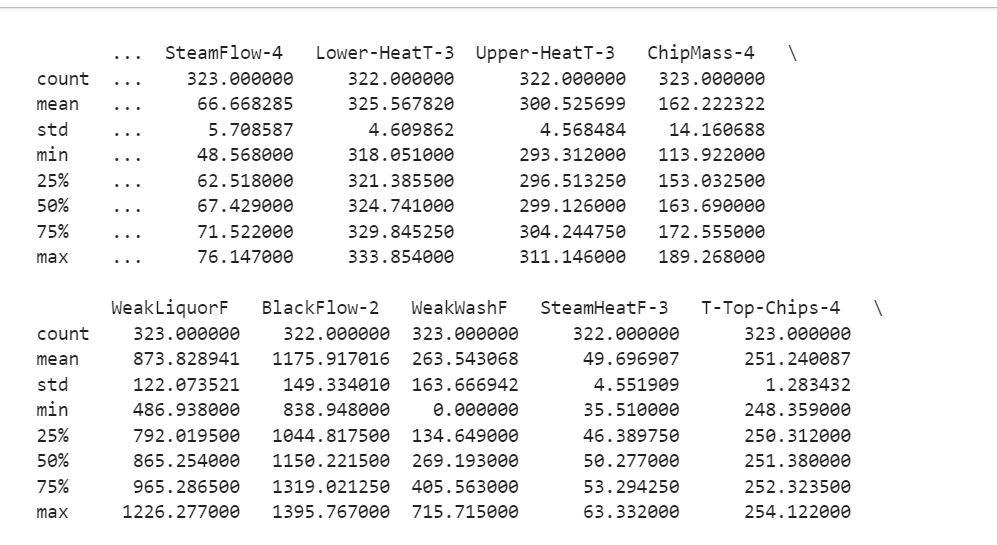 ... SteamFlow-4 Lower-HeatT-3 Upper-HeatT-3 ChipMass-4 \
count ... 323.000000 322.000000 322.000000 323.000000
mean ... 66.668285 325.567820 300.525699 162.222322
std ... 5.708587 4.609862 4.568484 14.160688
min ... 48.568000 318.051000 293.312000 113.922000
25% ... 62.518000 321.385500 296.513250 153.032500
50% ... 67.429000 324.741000 299.126000 163.690000
75% ... 71.522000 329.845250 304.244750 172.555000
max ... 76.147000 333.854000 311.146000 189.268000
WeakLiquorF BlackFlow-2 WeakWashF SteamHeatF-3 T-Top-Chips-4 \
count 323.000000 322.000000 323.000000 322.000000 323.000000
mean 873.828941 1175.917016 263.543068 49.696907 251.240087
std 122.073521 149.334010 163.666942 4.551909 1.283432
min 486.938000 838.948000 0.000000 35.510000 248.359000
25% 792.019500 1044.817500 134.649000 46.389750 250.312000
50% 865.254000 1150.221500 269.193000 50.277000 251.380000
75% 965.286500 1319.021250 405.563000 53.294250 252.323500
max 1226.277000 1395.767000 715.715000 63.332000 254.122000